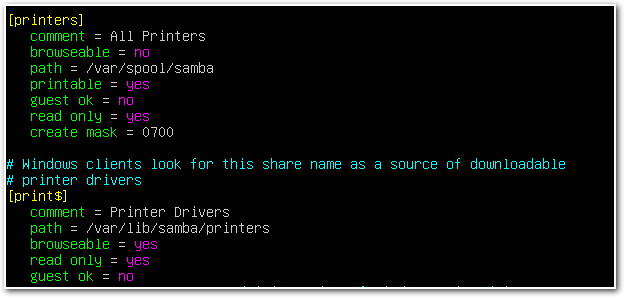 [printers]
comment = All Printers
browseable = no
path = /var/spool/samba
printable = yes
guest ok = no
read only = yes
create mask = 0700
# Windows clients look for this share name as a source of downloadable
# printer drivers
[print$]
comment = Printer Drivers
path = /var/lib/samba/printers
browseable = yes
read only = yes
guest ok = no